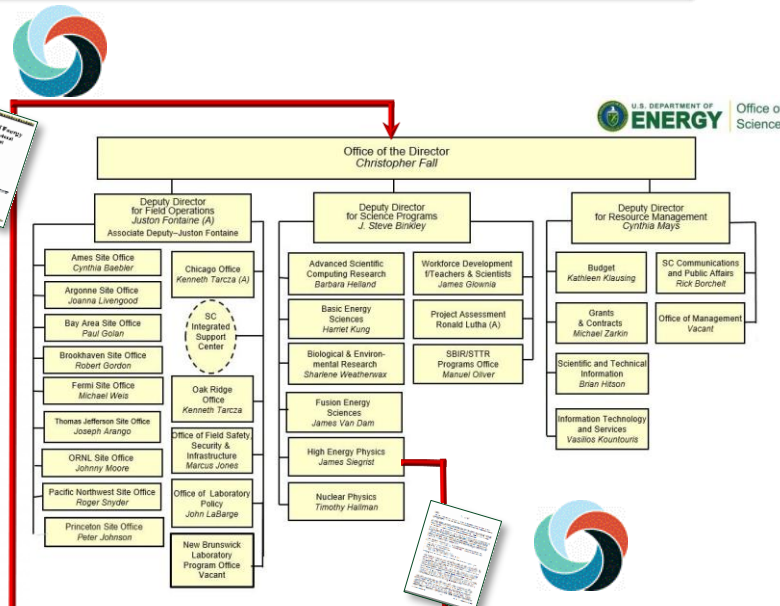 U.S. DEPARTMENT OF
ENERGY
Office o
Science
Office of the Director
Christopher Fall
Deputy Director
for Field Operations
Juston Fontaine (A)
Associate Deputy–Juston Fontaine
Ames Site Office
Cynthia Baebler
Argonne Site Office
Joanna Livengood
Bay Area Site Office
Paul Golan
Brookhaven Site Office
Robert Gordon
Fermi Site Office
Michael Weis
Thomas Jefferson Site Office
Joseph Arango
ORNL Site Office
Johnny Moore
Pacific Northwest Site Office
Roger Snyder
Princeton Site Office
Peter Johnson
Chicago Office
Kenneth Tarcza (A)
SC
Integrated
Support
Center
Oak Ridge
Office
Kenneth Tarcza
Office of Field Safety,
Security &
Infrastructure
Marcus Jones
Office of Laboratory
Policy
John LaBarge
New Brunswick
Laboratory
Program Office
Vacant
Deputy Director
for Science Programs
J. Steve Binkley
Advanced Scientific
Computing Research
Barbara Helland
Basic Energy
Sciences
Harriet Kung
Biological & Environ-
mental Research
Sharlene Weatherwax
Fusion Energy
Sciences
James Van Dam
High Energy Physics
James Siegrist
Nuclear Physics
Timothy Hallman
Workforce Development
f/Teachers & Scientists
James Glownia
Project Assessment
Ronald Lutha (A)
SBIR/STTR
Programs Office
Manuel Oliver
Deputy Director
for Resource Management
Cynthia Mays
Budget
Kathleen Klausing
Grants
& Contracts
Michael Zarkin
Scientific and Technical
Information
Brian Hitson
Information Technology
and Services
Vasilios Kountouris
SC Communications
and Public Affairs
Rick Borchelt
Office of Management
Vacant